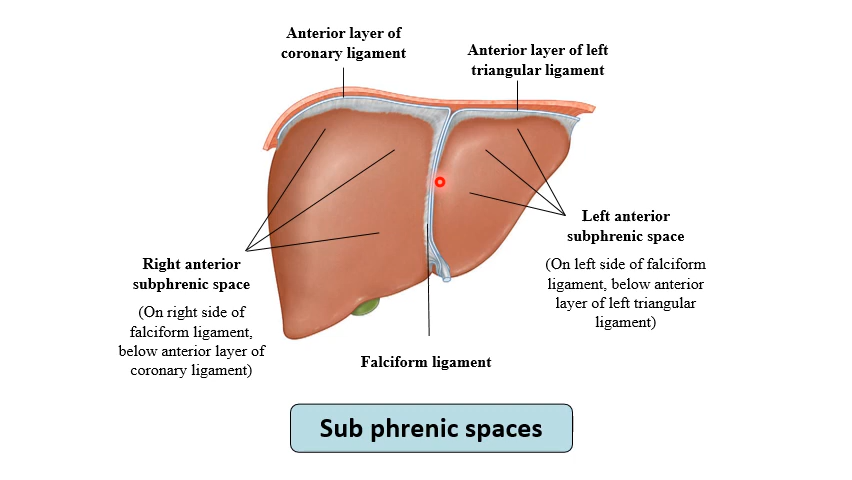 Anterior layer of
coronary ligament
Anterior layer of left
triangular ligament
Left anterior
subphrenic space
(On left side of falciform
ligament, below anterior
layer of left triangular
ligament)
Right anterior
subphrenic space
(On right side of
falciform ligament,
below anterior layer of
coronary ligament)
Falciform ligament
Sub phrenic spaces